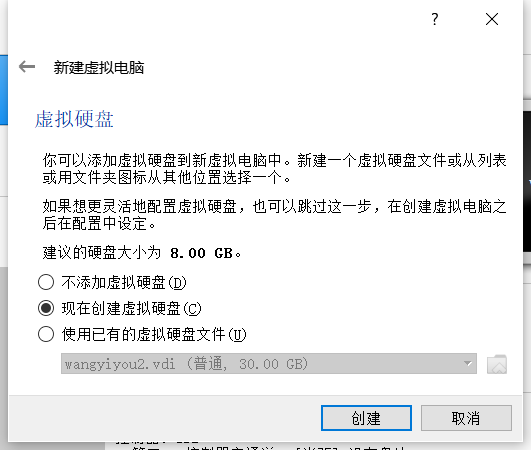 ?
新建虚拟电脑
虚拟硬盘
你可以添加虚拟硬盘到新虚拟电脑中。新建一个虚拟硬盘文件或从列表
或用文件夹图标从其他位置选择一个。
如果想更灵活地配置虚拟硬盘，也可以跳过这一步，在创建虚拟电脑之
后在配置中设定。
建议的硬盘大小为 8.00 GB。
不添加虚拟硬盘(D)
现在创建虚拟硬盘(C)
使用已有的虚拟硬盘文件(U)
wangyiyou2.vdi (普通, 30.00 GB)
创建 取消